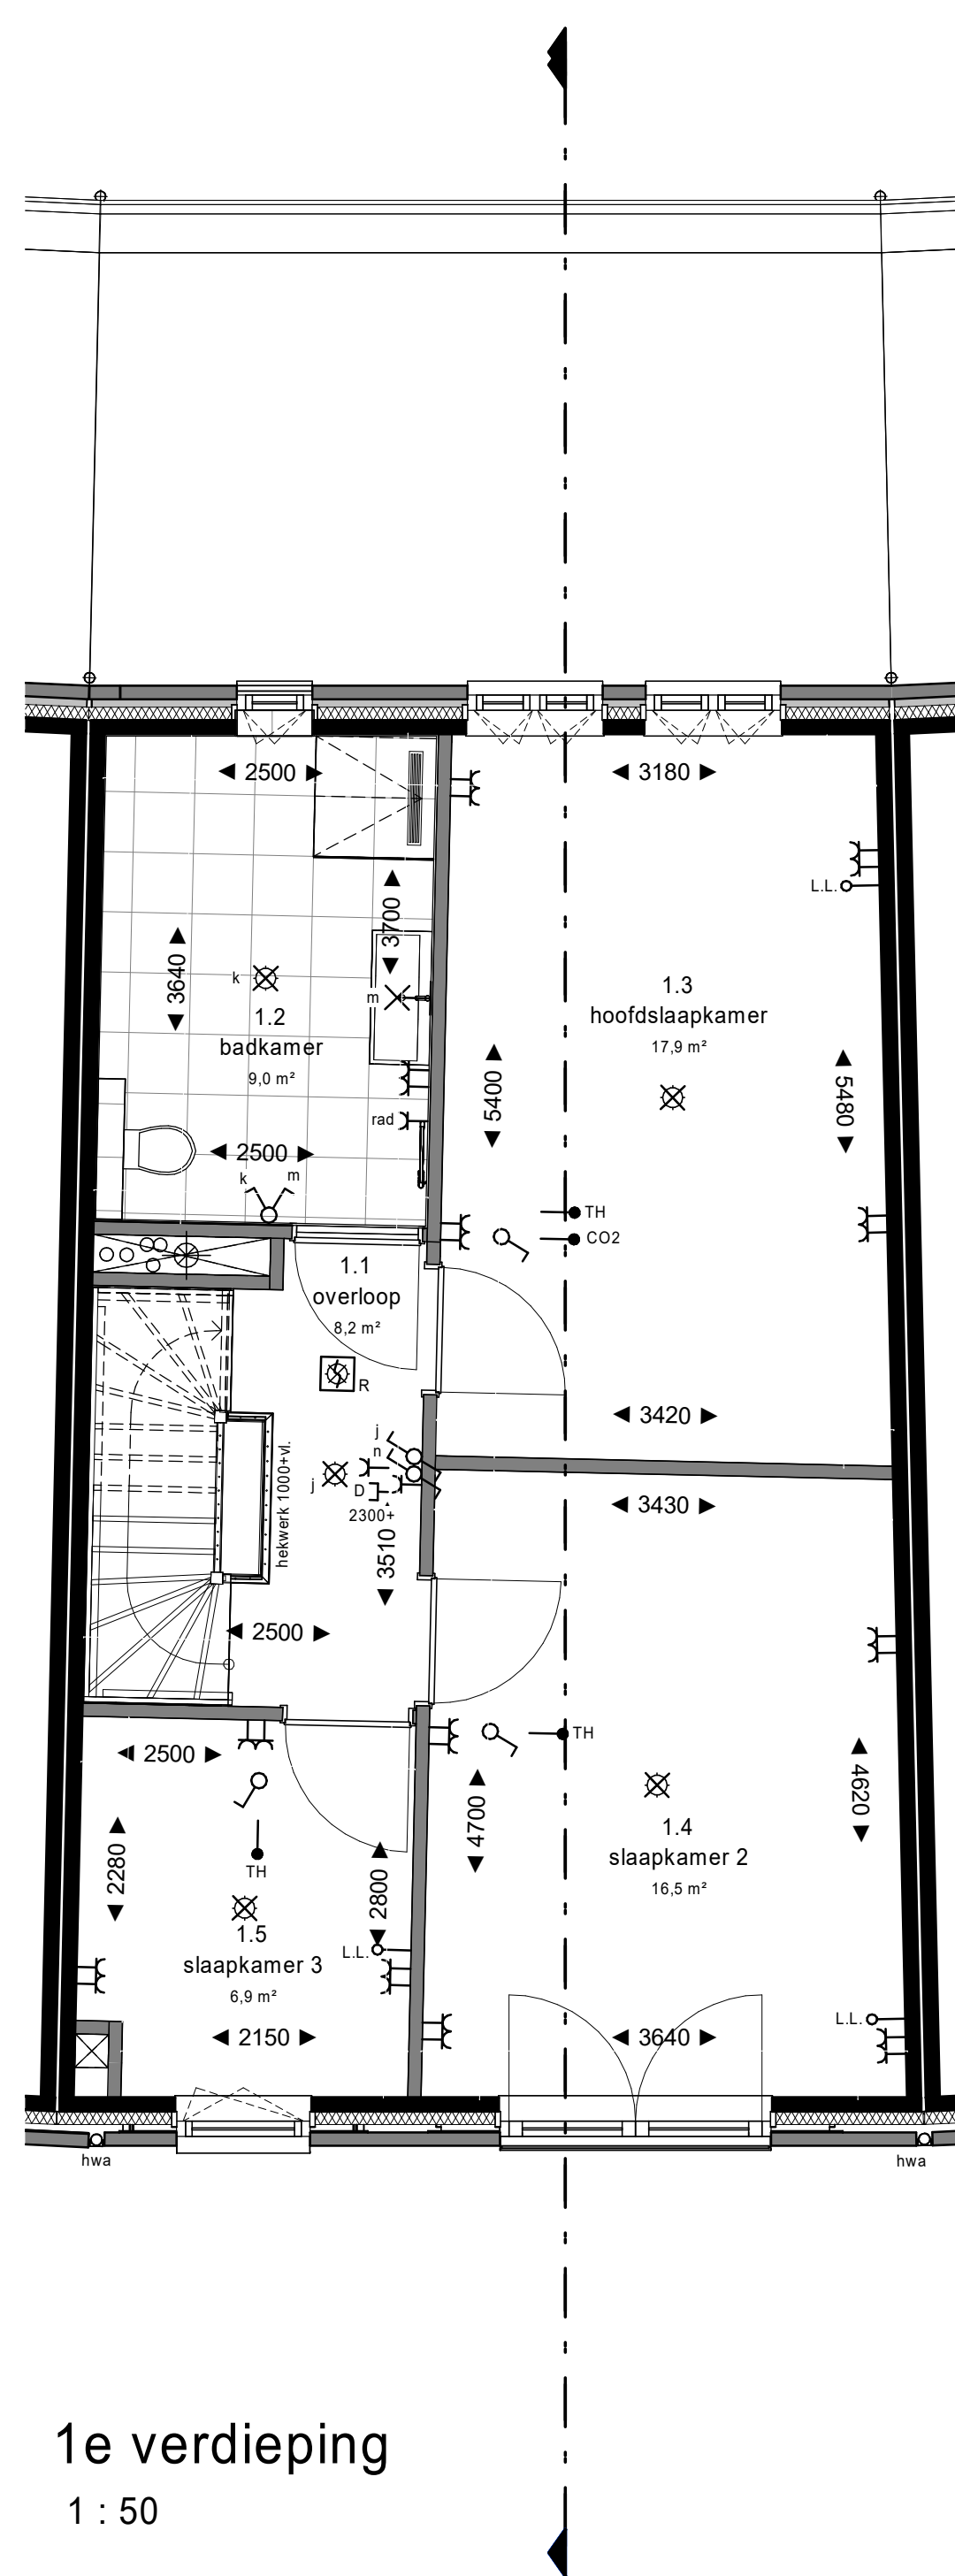 2500
3180
L.L.
3700
3640
k
1.2
badkamer
9,0 m²
m
1.3
hoofdslaapkamer
17,9 m²
5400
5480
rad
2500
k
m
TH
CO2
1.1
overloop
8,2 m²
R
3420
j
n
j
D
2300+
hekwerk 1000+vl.
3510
3430
2500
2500
TH
2280
TH
2800
4700
4620
1.4
slaapkamer 2
16,5 m²
1.5
slaapkamer 3
6,9 m²
L.L.
L.L.
2150
3640
hwa
hwa
1e verdieping
1 : 50